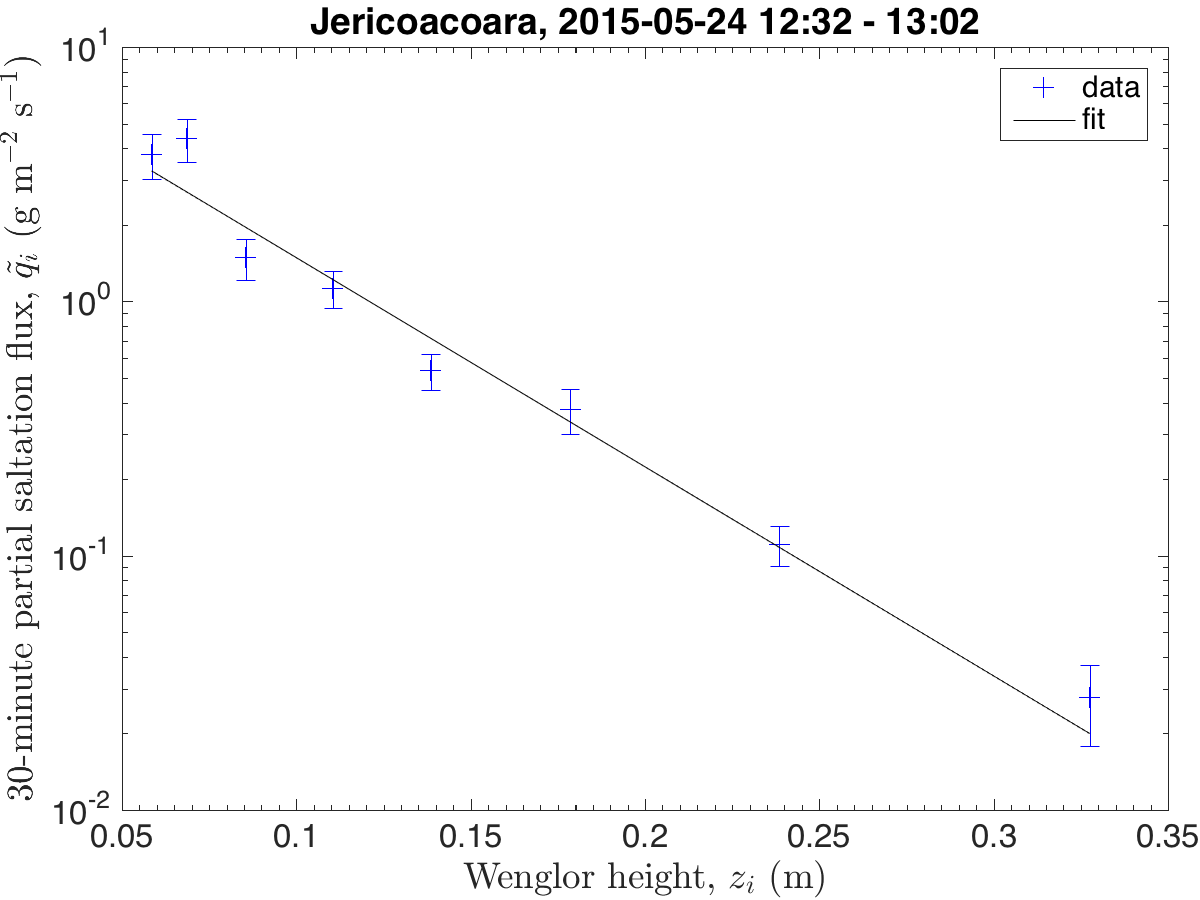 Jericoacoara, 2015-05-24 12:32 - 13:02
10^1
10^0
10^-1
10^-2
30-minute partial saltation flux, q̃_i (g m^−2 s^−1)
data
fit
0.05 0.1 0.15 0.2 0.25 0.3 0.35
Wenglor height, z_i (m)